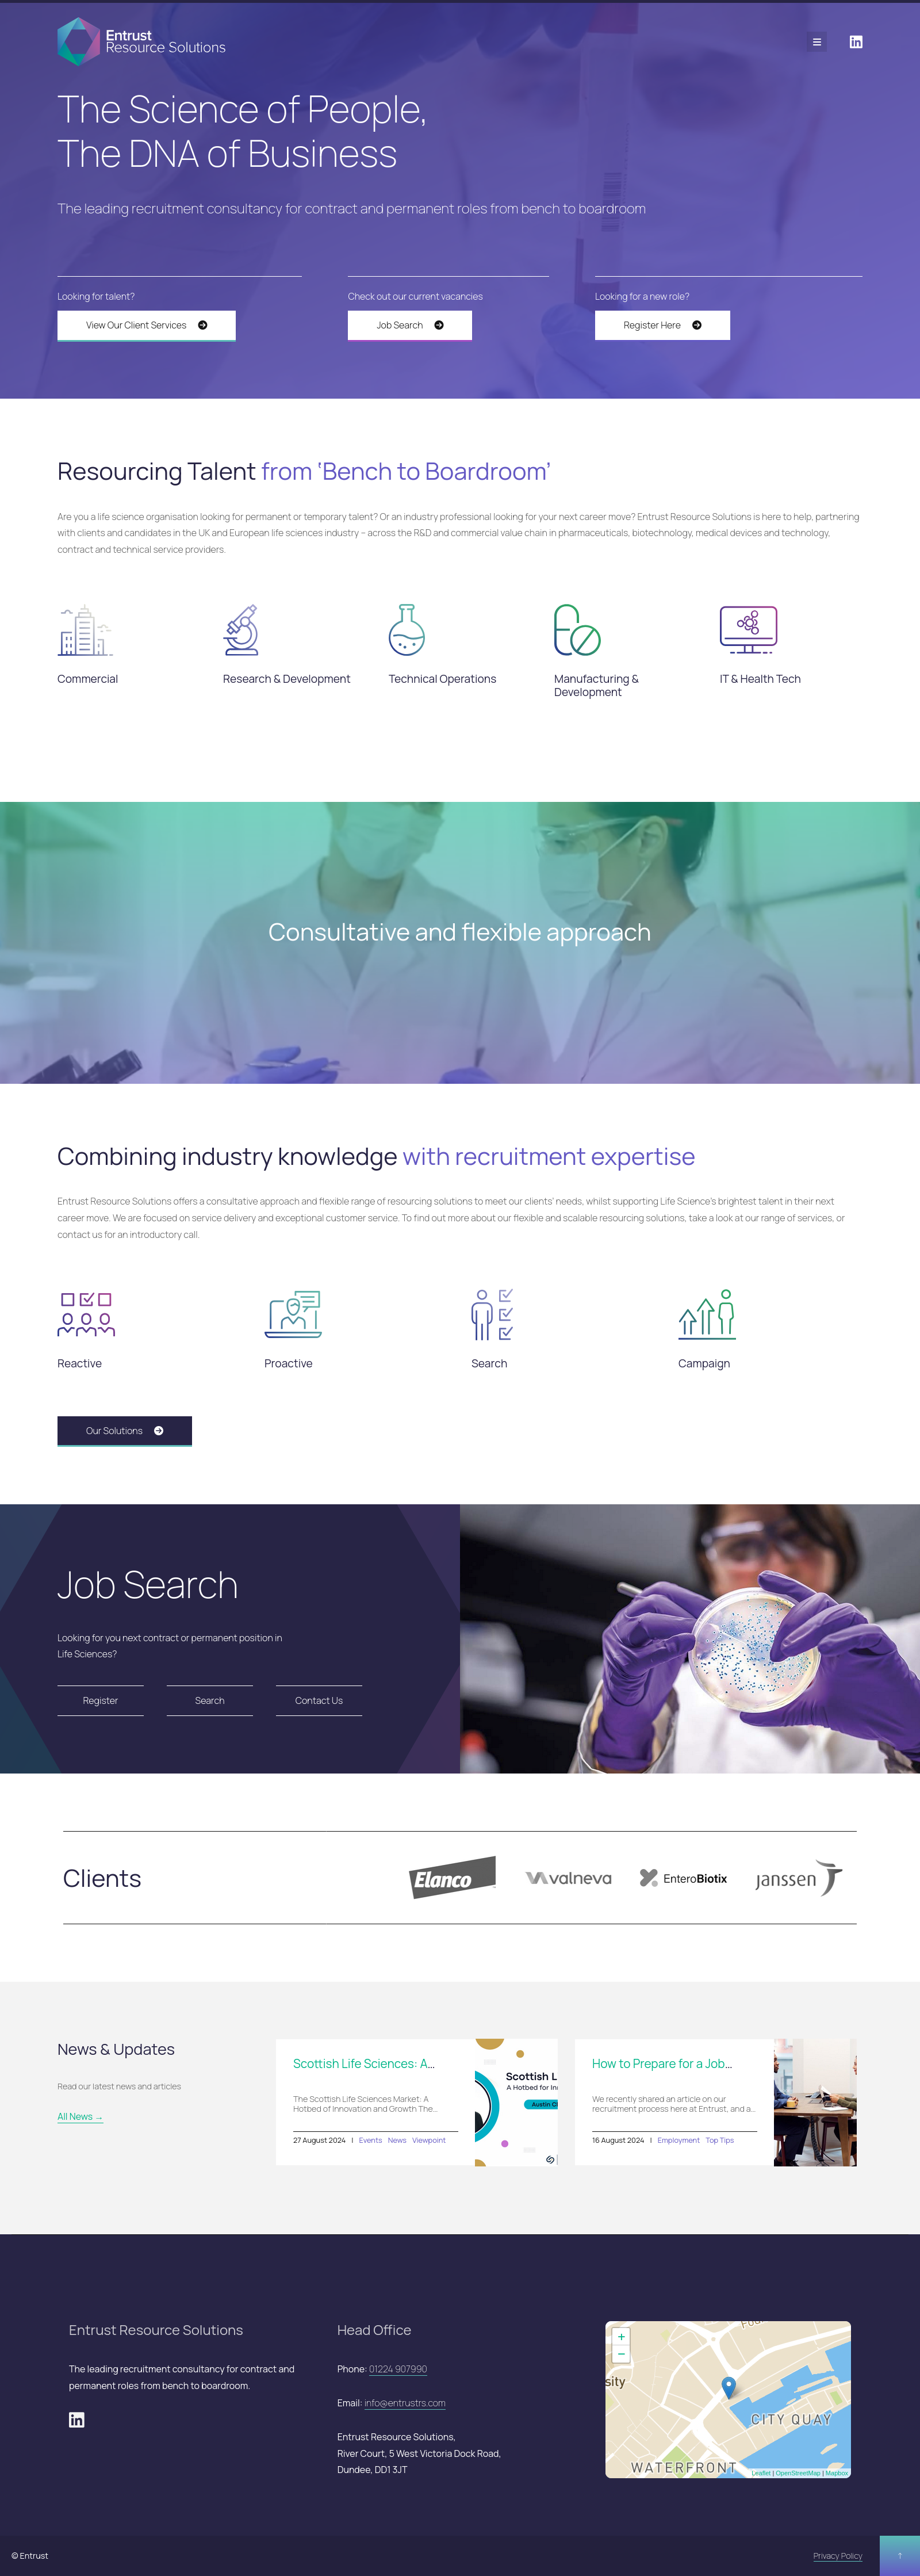 Entrust
Resource Solutions
The Science of People,
The DNA of Business
The leading recruitment consultancy for contract and permanent roles from bench to boardroom
Looking for talent?
View Our Client Services
Check out our current vacancies
Job Search
Looking for a new role?
Register Here
Resourcing Talent from ‘Bench to Boardroom’
Are you a life science organisation looking for permanent or temporary talent? Or an industry professional looking for your next career move? Entrust Resource Solutions is here to help, partnering
with clients and candidates in the UK and European life sciences industry – across the R&D and commercial value chain in pharmaceuticals, biotechnology, medical devices and technology,
contract and technical service providers.
Commercial
Research & Development
Technical Operations
Manufacturing &
Development
IT & Health Tech
Consultative and flexible approach
Combining industry knowledge with recruitment expertise
Entrust Resource Solutions offers a consultative approach and flexible range of resourcing solutions to meet our clients’ needs, whilst supporting Life Science’s brightest talent in their next
career move. We are focused on service delivery and exceptional customer service. To find out more about our flexible and scalable resourcing solutions, take a look at our range of services, or
contact us for an introductory call.
Reactive
Proactive
Search
Campaign
Our Solutions
Job Search
Looking for you next contract or permanent position in
Life Sciences?
Register
Search
Contact Us
Clients
Elanco
valneva
EnteroBiotix
janssen
News & Updates
Read our latest news and articles
All News →
Scottish Life Sciences: A...
The Scottish Life Sciences Market: A
Hotbed of Innovation and Growth The...
27 August 2024 | Events News Viewpoint
Scottish L
A Hotbed for In
Austin Cl
How to Prepare for a Job...
We recently shared an article on our
recruitment process here at Entrust, and a...
16 August 2024 | Employment Top Tips
Entrust Resource Solutions
The leading recruitment consultancy for contract and
permanent roles from bench to boardroom.
Head Office
Phone: 01224 907990
Email: info@entrustrs.com
Entrust Resource Solutions,
River Court, 5 West Victoria Dock Road,
Dundee, DD1 3JT
+
−
sity
CITY QUAY
WATERFRONT
Leaflet | OpenStreetMap | Mapbox
© Entrust
Privacy Policy
↑